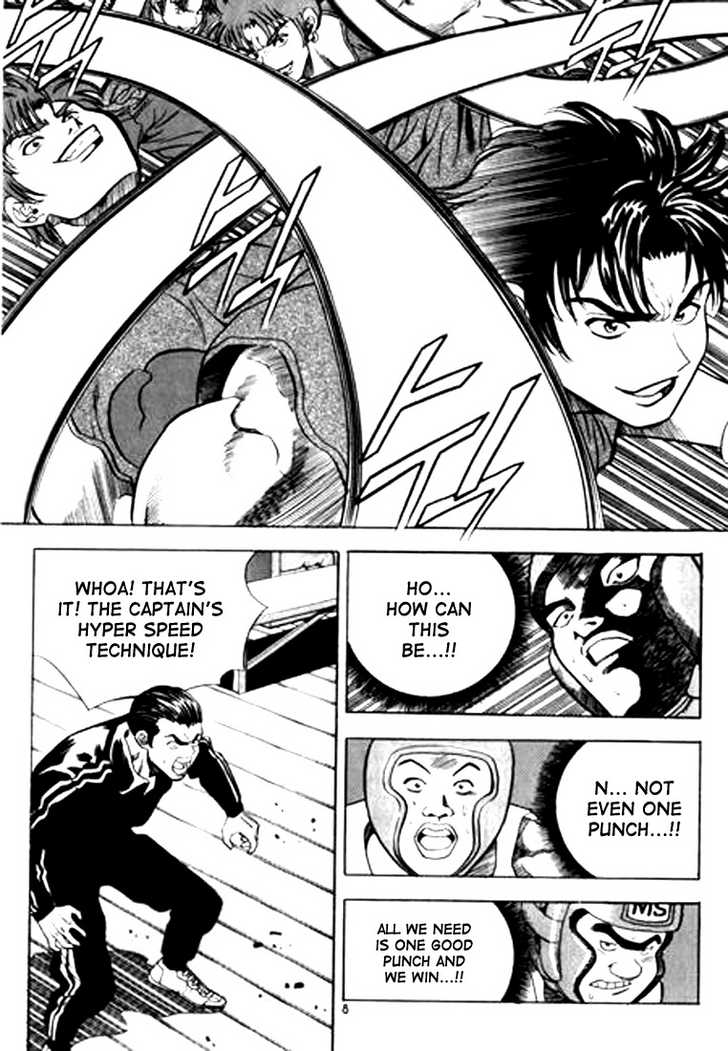 HO...
HOW CAN
THIS
BE...!!
N... NOT
EVEN ONE
PUNCH...!!
MS
ALL WE NEED
IS ONE GOOD
PUNCH AND
WE WIN...!!
WHOA! THAT'S
IT! THE CAPTAIN'S
HYPER SPEED
TECHNIQUE!
8